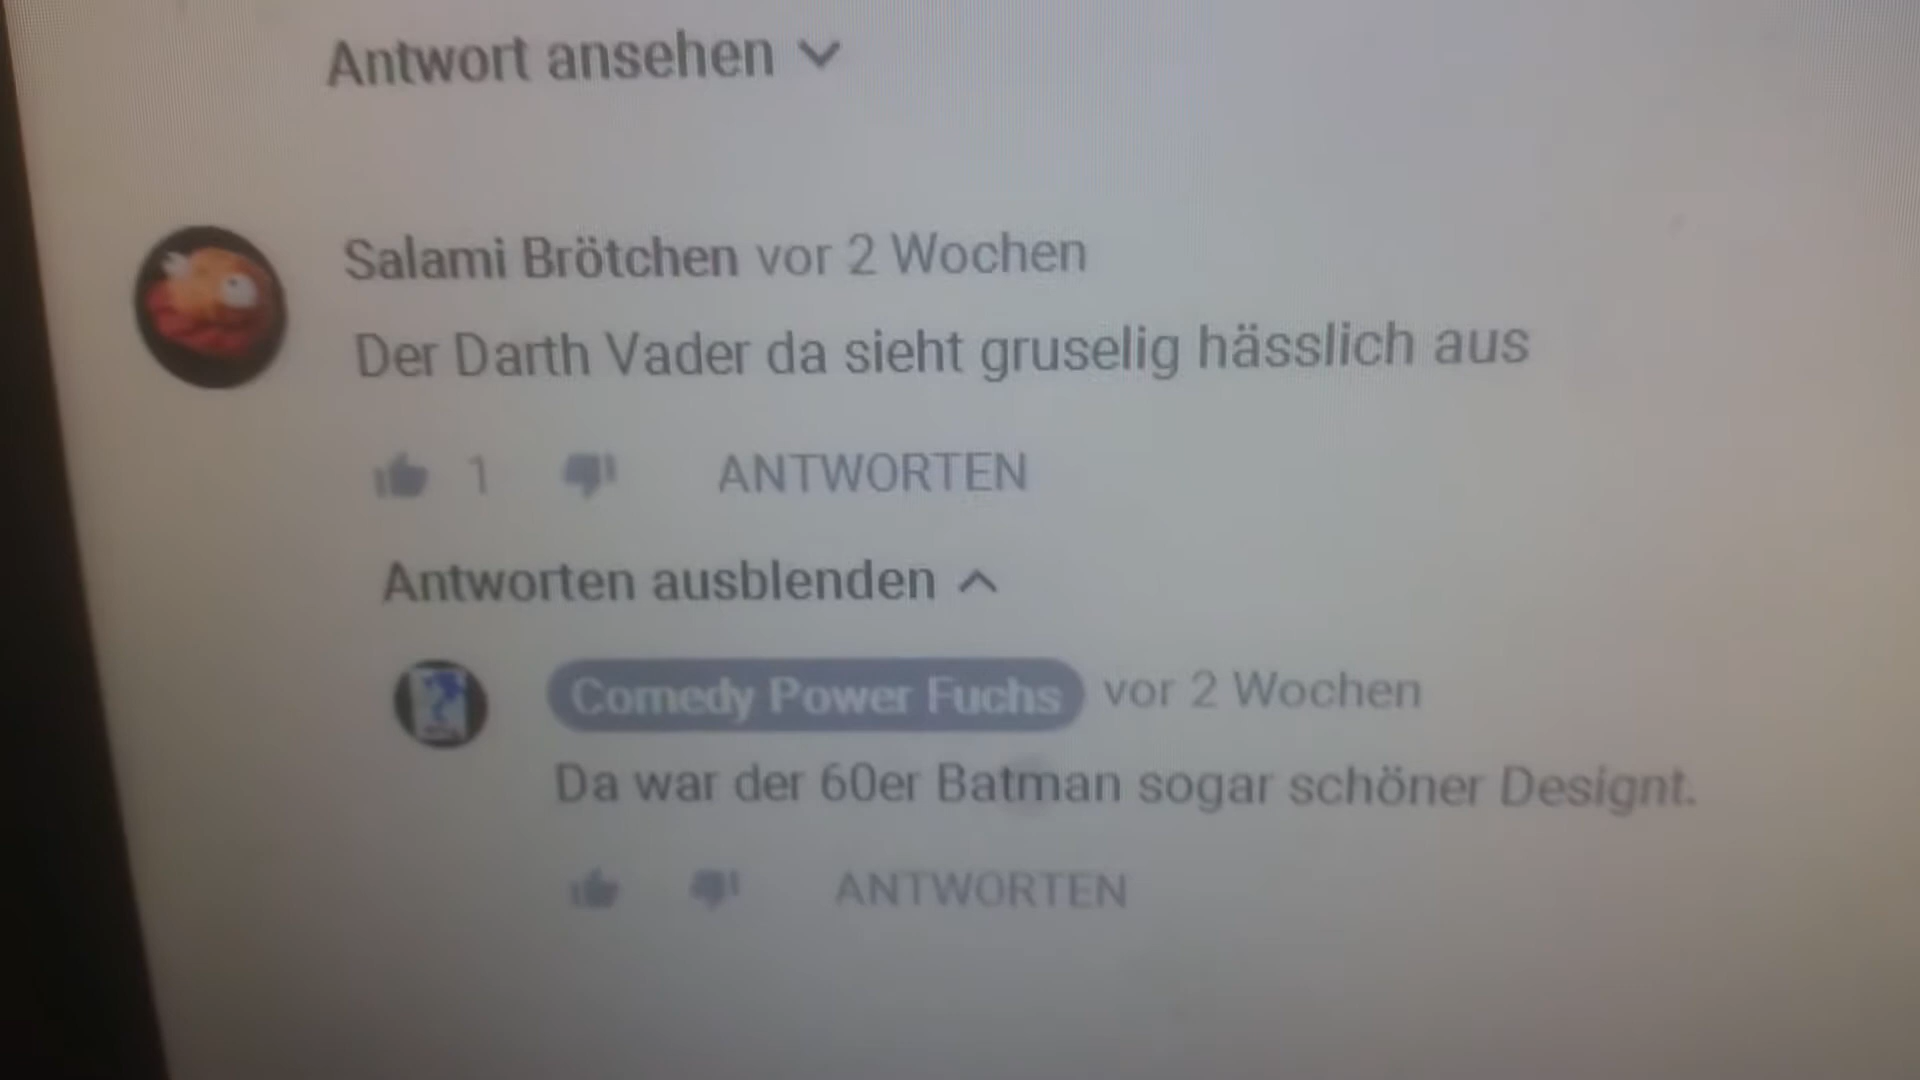 Antwort ansehen
Salami Brötchen vor 2 Wochen
Der Darth Vader da sieht gruselig hässlich aus
1 ANTWORTEN
Antworten ausblenden
Comedy Power Fuchs vor 2 Wochen
Da war der 60er Batman sogar schöner Designt.
ANTWORTEN